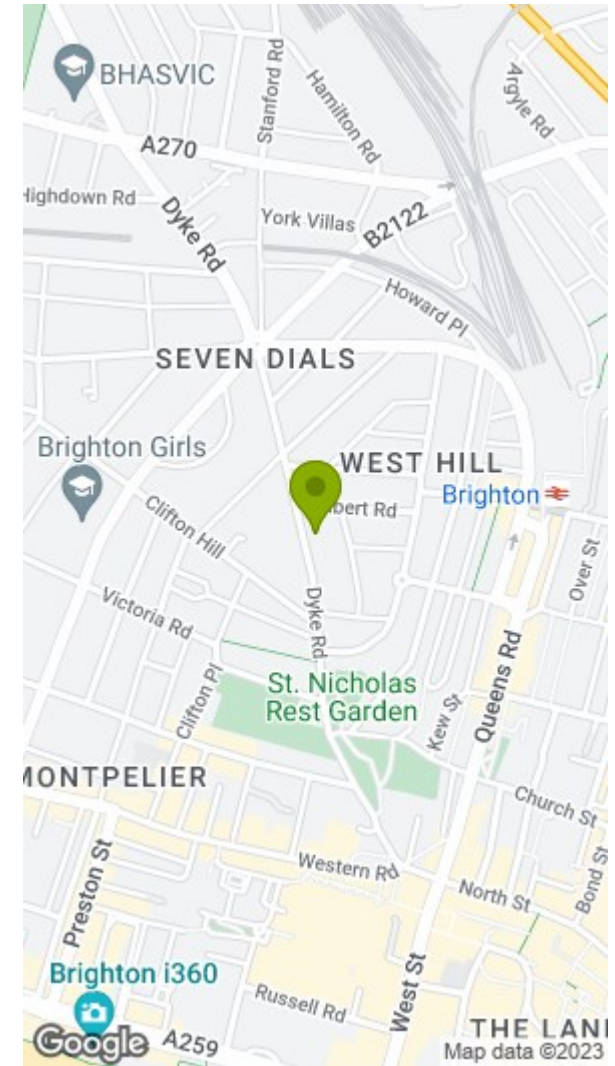 BHASVIC
Stanford Rd
Hamilton Rd
Argyle Rd
A270
Highdown Rd
Dyke Rd
York Villas
B2122
Howard Pl
SEVEN DIALS
Brighton Girls
WEST HILL
Brighton
lbert Rd
Clifton Hill
Over St
Victoria Rd
Dyke Rd
St. Nicholas
Rest Garden
Clifton Pl
Kew St
Queens Rd
MONTPELIER
Church St
Bond St
Western Rd
Preston St
North St
Brighton i360
Russell Rd
West St
THE LAN
Google
A259
Map data ©2023